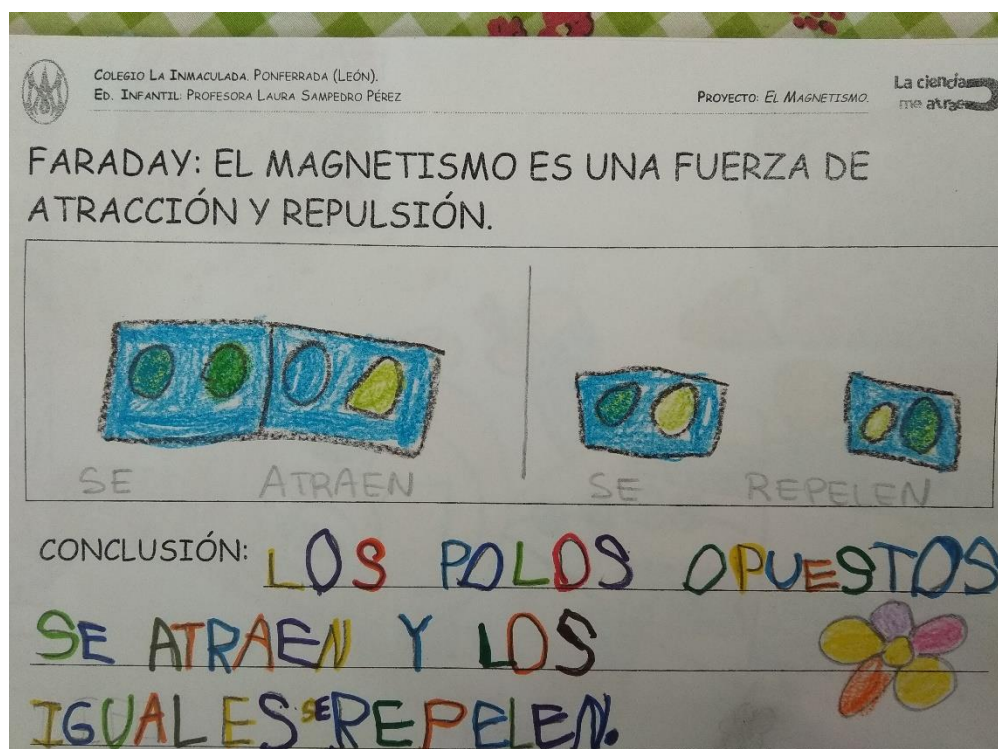 COLEGIO LA INMACULADA. PONFERRADA (LEÓN).
ED. INFANTIL: PROFESORA LAURA SAMPEDRO PÉREZ
PROYECTO: EL MAGNETISMO.
La ciencia
me atrae
FARADAY: EL MAGNETISMO ES UNA FUERZA DE
ATRACCIÓN Y REPULSIÓN.
SE ATRAEN
SE REPELEN
CONCLUSIÓN: LOS POLOS OPUESTOS
SE ATRAEN Y LOS
IGUALES SE REPELEN.